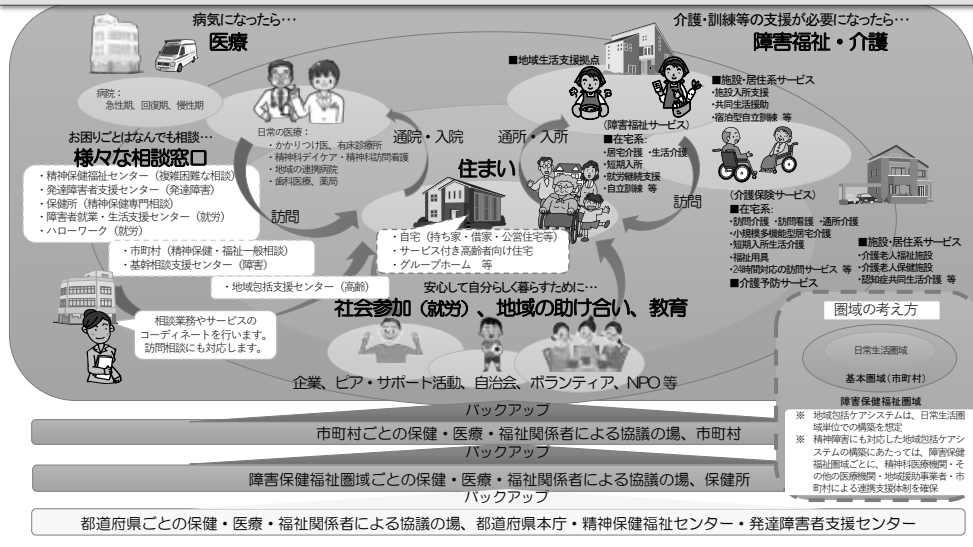 病気になったら…
医療
病院：
急性期、回復期、慢性期
日常の医療：
・かかりつけ医、有床診療所
・精神科デイケア・精神科訪問看護
・地域の連携病院
・歯科医療、薬局
介護・訓練等の支援が必要になったら…
障害福祉・介護
■地域生活支援拠点
■施設・居住系サービス
・施設入所支援
・共同生活援助
・宿泊型自立訓練 等
(障害福祉サービス)
■在宅系：
・居宅介護 ・生活介護
・短期入所
・就労継続支援
・自立訓練 等
(介護保険サービス)
■在宅系：
・訪問介護 ・訪問看護 ・通所介護
・小規模多機能型居宅介護
・短期入所生活介護
・福祉用具
・24時間対応の訪問サービス 等
■介護予防サービス
■施設・居住系サービス
・介護老人福祉施設
・介護老人保健施設
・認知症共同生活介護 等
お困りごとはなんでも相談…
様々な相談窓口
・精神保健福祉センター（複雑困難な相談）
・発達障害者支援センター（発達障害）
・保健所（精神保健専門相談）
・障害者就業・生活支援センター（就労）
・ハローワーク（就労）
・市町村（精神保健・福祉一般相談）
・基幹相談支援センター（障害）
・地域包括支援センター（高齢）
相談業務やサービスの
コーディネートを行います。
訪問相談にも対応します。
通院・入院
通所・入所
訪問
訪問
住まい
・自宅（持ち家・借家・公営住宅等）
・サービス付き高齢者向け住宅
・グループホーム 等
安心して自分らしく暮らすために…
社会参加（就労）、地域の助け合い、教育
企業、ピア・サポート活動、自治会、ボランティア、NPO 等
圏域の考え方
日常生活圏域
基本圏域（市町村）
障害保健福祉圏域
※ 地域包括ケアシステムは、日常生活圏
域単位での構築を想定
※ 精神障害にも対応した地域包括ケアシ
ステムの構築にあたっては、障害保健
福祉圏域ごとに、精神科医療機関・そ
の他の医療機関・地域援助事業者・市
町村による連携支援体制を確保
バックアップ
市町村ごとの保健・医療・福祉関係者による協議の場、市町村
バックアップ
障害保健福祉圏域ごとの保健・医療・福祉関係者による協議の場、保健所
バックアップ
都道府県ごとの保健・医療・福祉関係者による協議の場、都道府県本庁・精神保健福祉センター・発達障害者支援センター